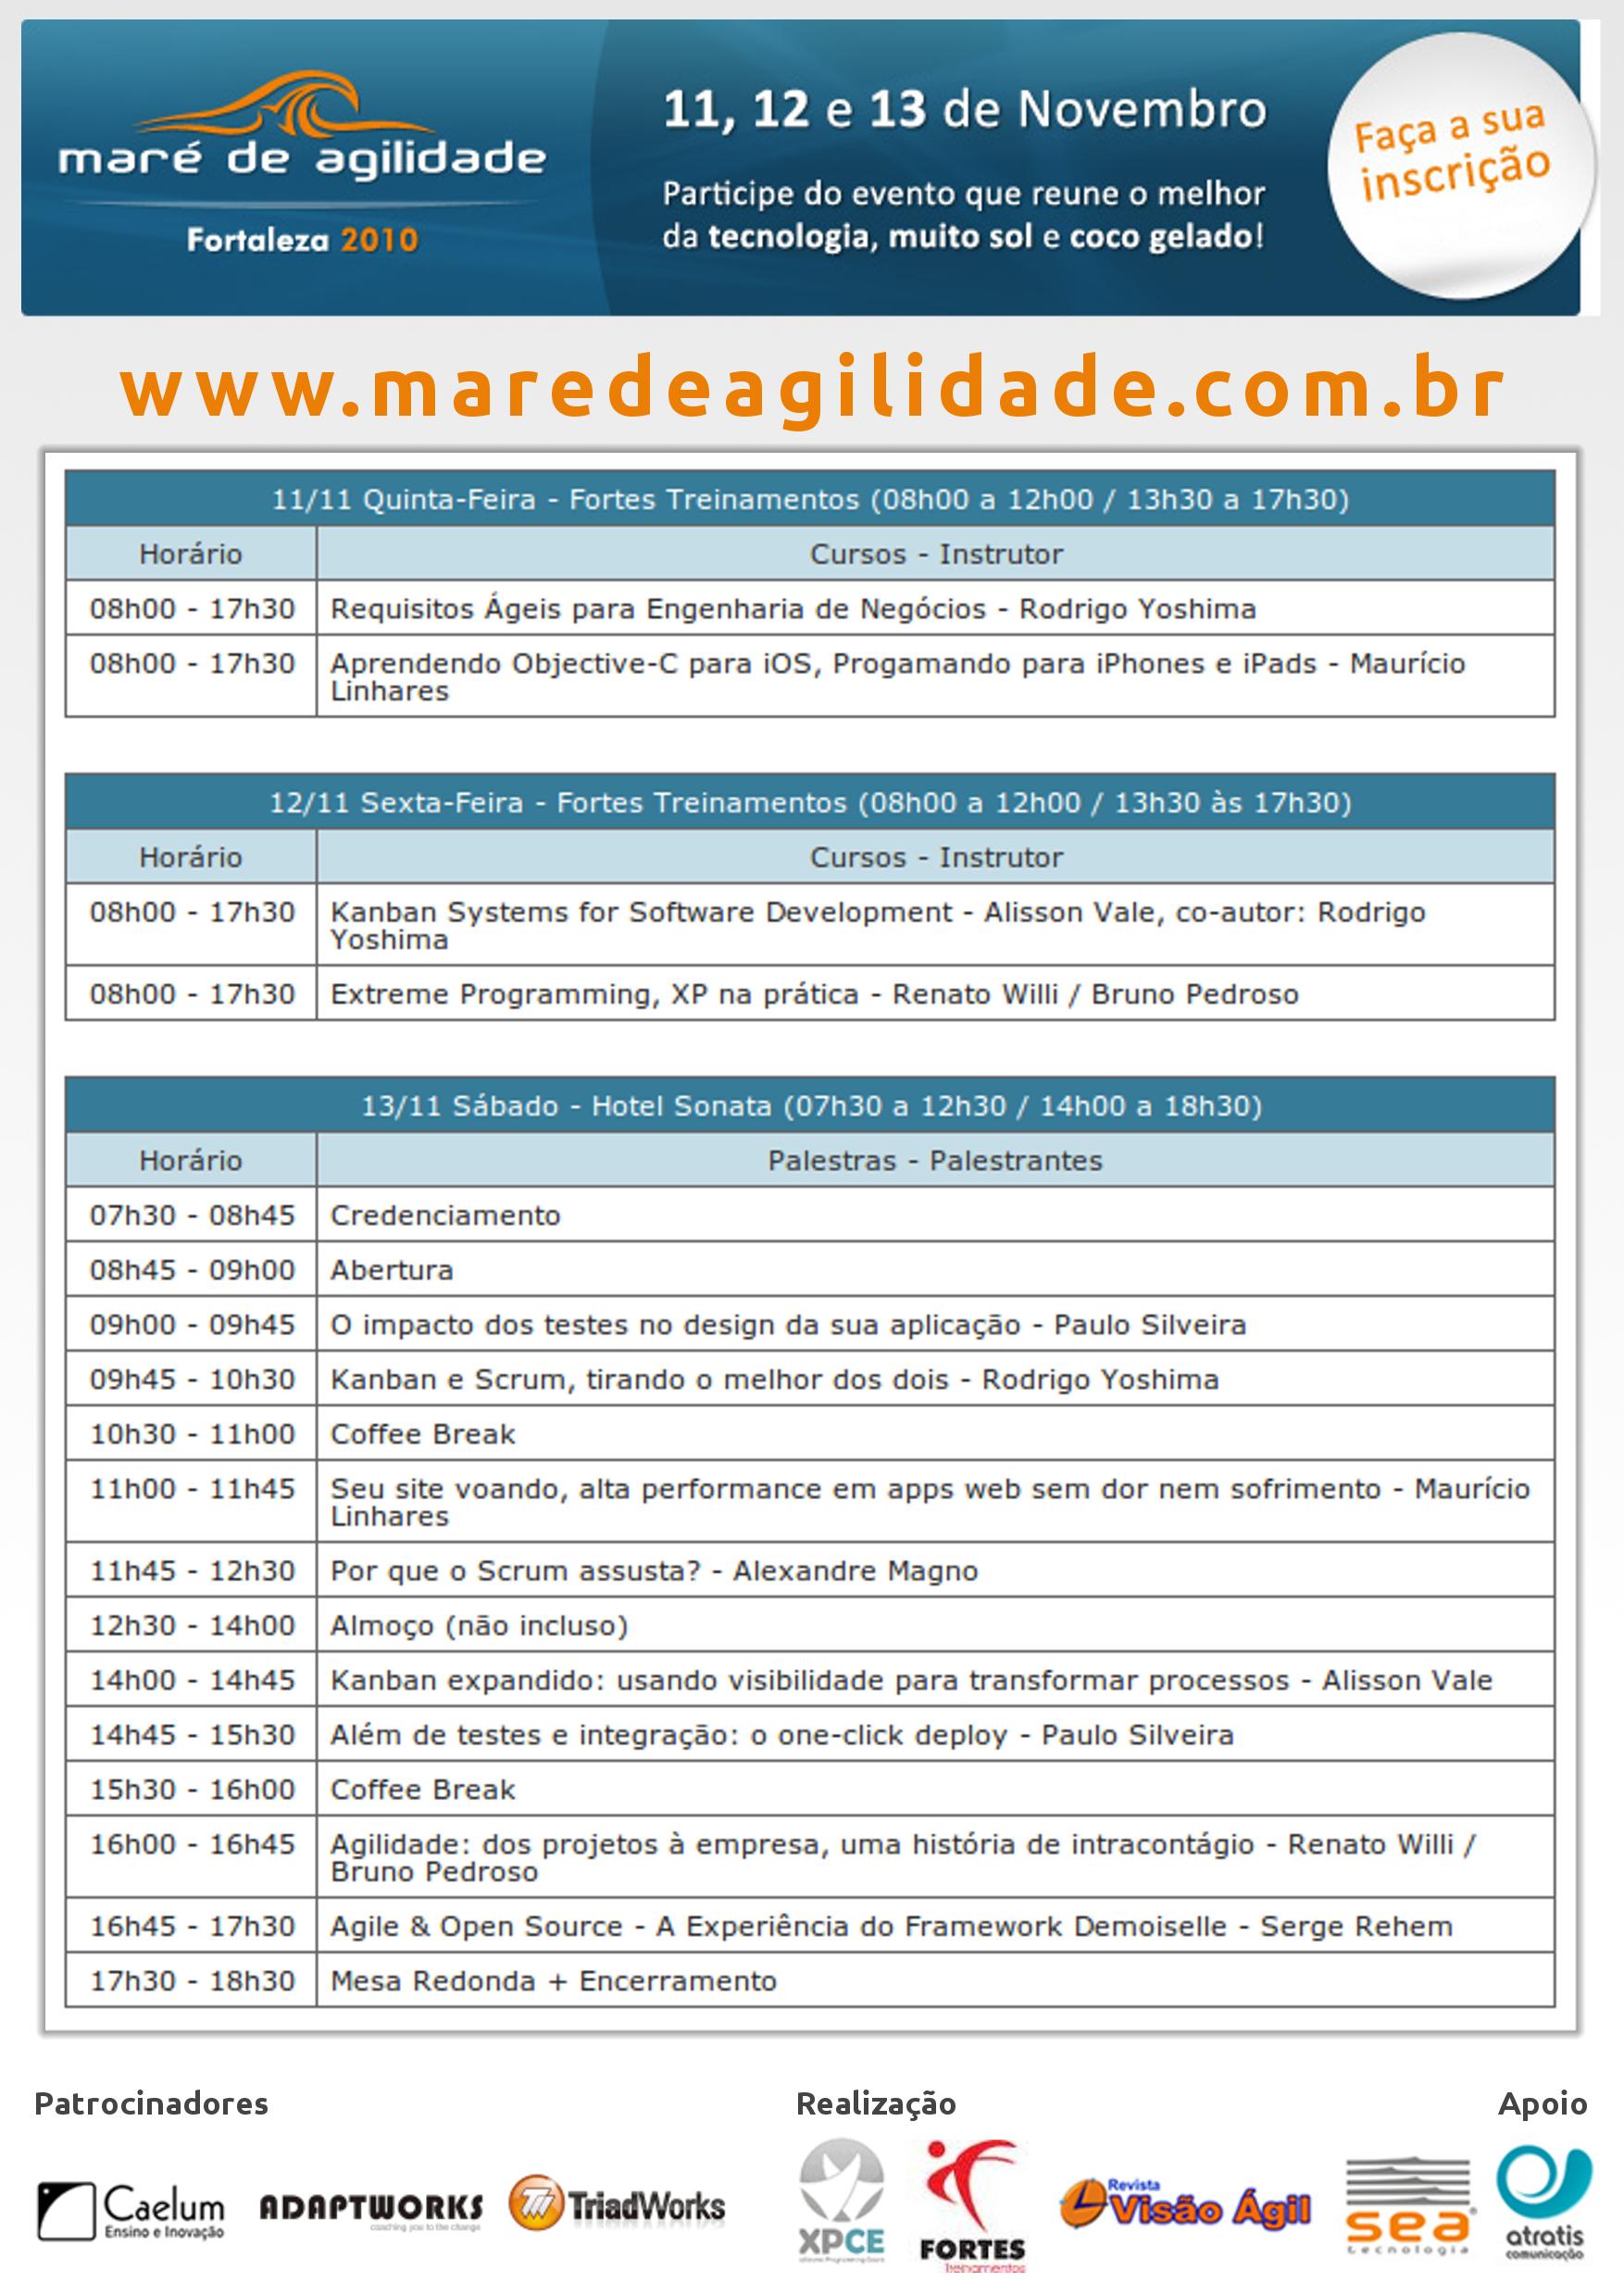 maré de agilidade
Fortaleza 2010
11, 12 e 13 de Novembro
Participe do evento que reune o melhor
da tecnologia, muito sol e coco gelado!
Faça a sua
inscrição
www.maredeagilidade.com.br
11/11 Quinta-Feira - Fortes Treinamentos (08h00 a 12h00 / 13h30 a 17h30)
Horário Cursos - Instrutor
08h00 - 17h30 Requisitos Ágeis para Engenharia de Negócios - Rodrigo Yoshima
08h00 - 17h30 Aprendendo Objective-C para iOS, Progamando para iPhones e iPads - Maurício
Linhares
12/11 Sexta-Feira - Fortes Treinamentos (08h00 a 12h00 / 13h30 às 17h30)
Horário Cursos - Instrutor
08h00 - 17h30 Kanban Systems for Software Development - Alisson Vale, co-autor: Rodrigo
Yoshima
08h00 - 17h30 Extreme Programming, XP na prática - Renato Willi / Bruno Pedroso
13/11 Sábado - Hotel Sonata (07h30 a 12h30 / 14h00 a 18h30)
Horário Palestras - Palestrantes
07h30 - 08h45 Credenciamento
08h45 - 09h00 Abertura
09h00 - 09h45 O impacto dos testes no design da sua aplicação - Paulo Silveira
09h45 - 10h30 Kanban e Scrum, tirando o melhor dos dois - Rodrigo Yoshima
10h30 - 11h00 Coffee Break
11h00 - 11h45 Seu site voando, alta performance em apps web sem dor nem sofrimento - Maurício
Linhares
11h45 - 12h30 Por que o Scrum assusta? - Alexandre Magno
12h30 - 14h00 Almoço (não incluso)
14h00 - 14h45 Kanban expandido: usando visibilidade para transformar processos - Alisson Vale
14h45 - 15h30 Além de testes e integração: o one-click deploy - Paulo Silveira
15h30 - 16h00 Coffee Break
16h00 - 16h45 Agilidade: dos projetos à empresa, uma história de intracontágio - Renato Willi /
Bruno Pedroso
16h45 - 17h30 Agile & Open Source - A Experiência do Framework Demoiselle - Serge Rehem
17h30 - 18h30 Mesa Redonda + Encerramento
Patrocinadores Realização Apoio
Caelum
Ensino e Inovação
ADAPTWORKS
coaching you to the change
TriadWorks
XPCE
FORTES
Treinamentos
Revista
Visão Ágil
sea
tecnologia
atratis
comunicação